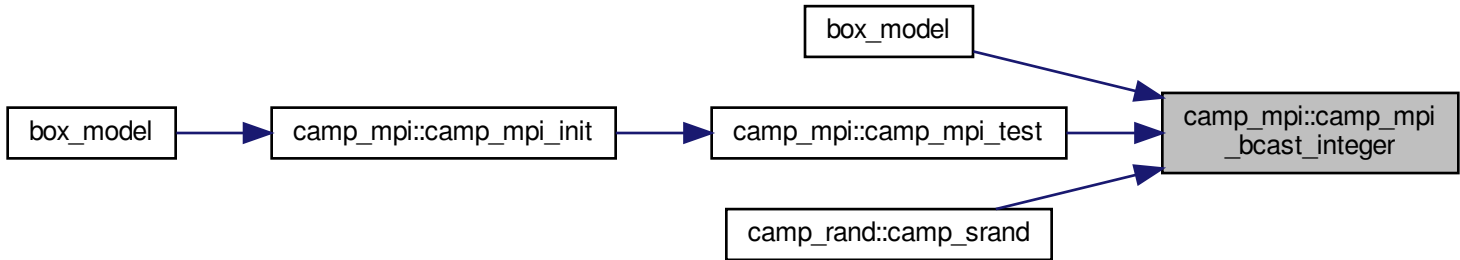 box_model
box_model
camp_mpi::camp_mpi_init
camp_mpi::camp_mpi_test
camp_mpi::camp_mpi
_bcast_integer
camp_rand::camp_srand